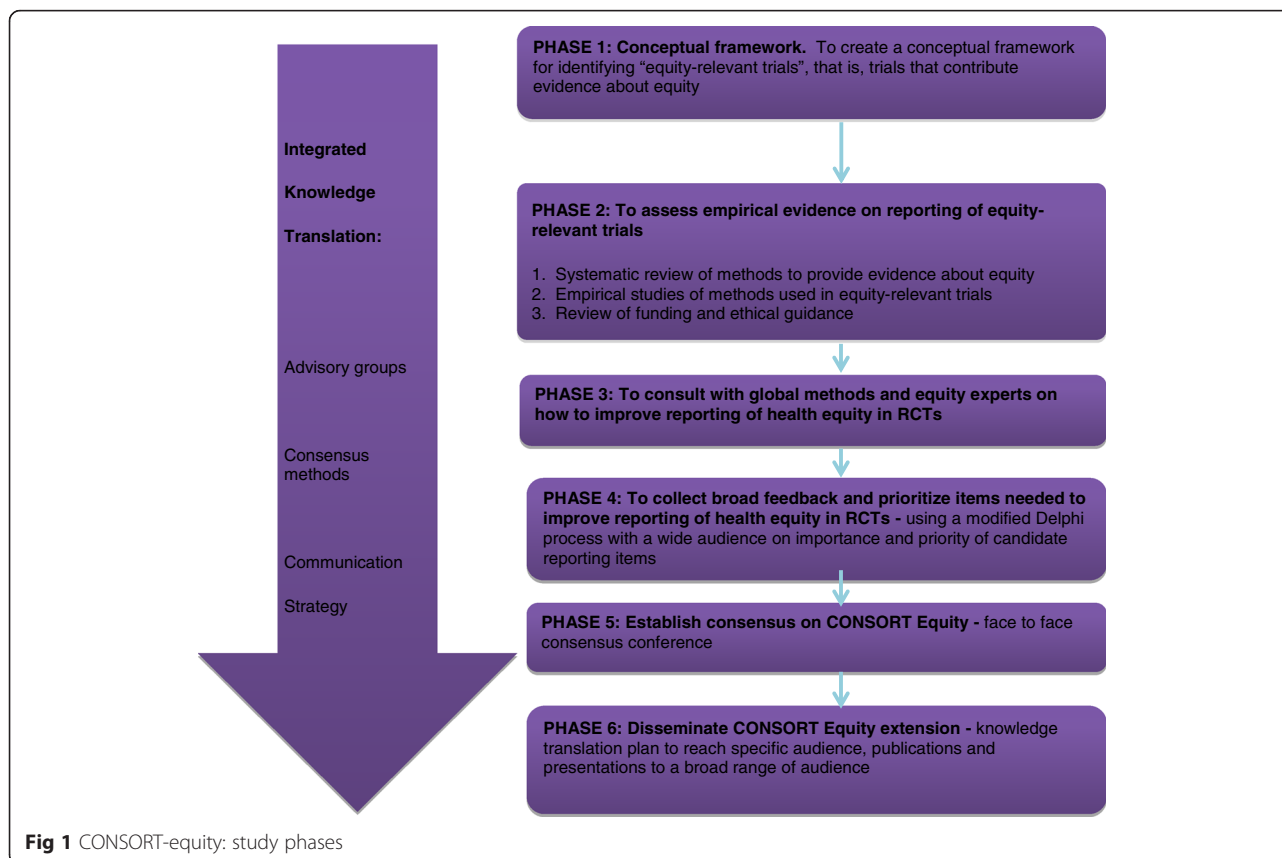 Integrated
Knowledge
Translation:
Advisory groups
Consensus
methods
Communication
Strategy
PHASE 1: Conceptual framework. To create a conceptual framework
for identifying “equity-relevant trials”, that is, trials that contribute
evidence about equity
PHASE 2: To assess empirical evidence on reporting of equity-
relevant trials
1. Systematic review of methods to provide evidence about equity
2. Empirical studies of methods used in equity-relevant trials
3. Review of funding and ethical guidance
PHASE 3: To consult with global methods and equity experts on
how to improve reporting of health equity in RCTs
PHASE 4: To collect broad feedback and prioritize items needed to
improve reporting of health equity in RCTs - using a modified Delphi
process with a wide audience on importance and priority of candidate
reporting items
PHASE 5: Establish consensus on CONSORT Equity - face to face
consensus conference
PHASE 6: Disseminate CONSORT Equity extension - knowledge
translation plan to reach specific audience, publications and
presentations to a broad range of audience
Fig 1 CONSORT-equity: study phases